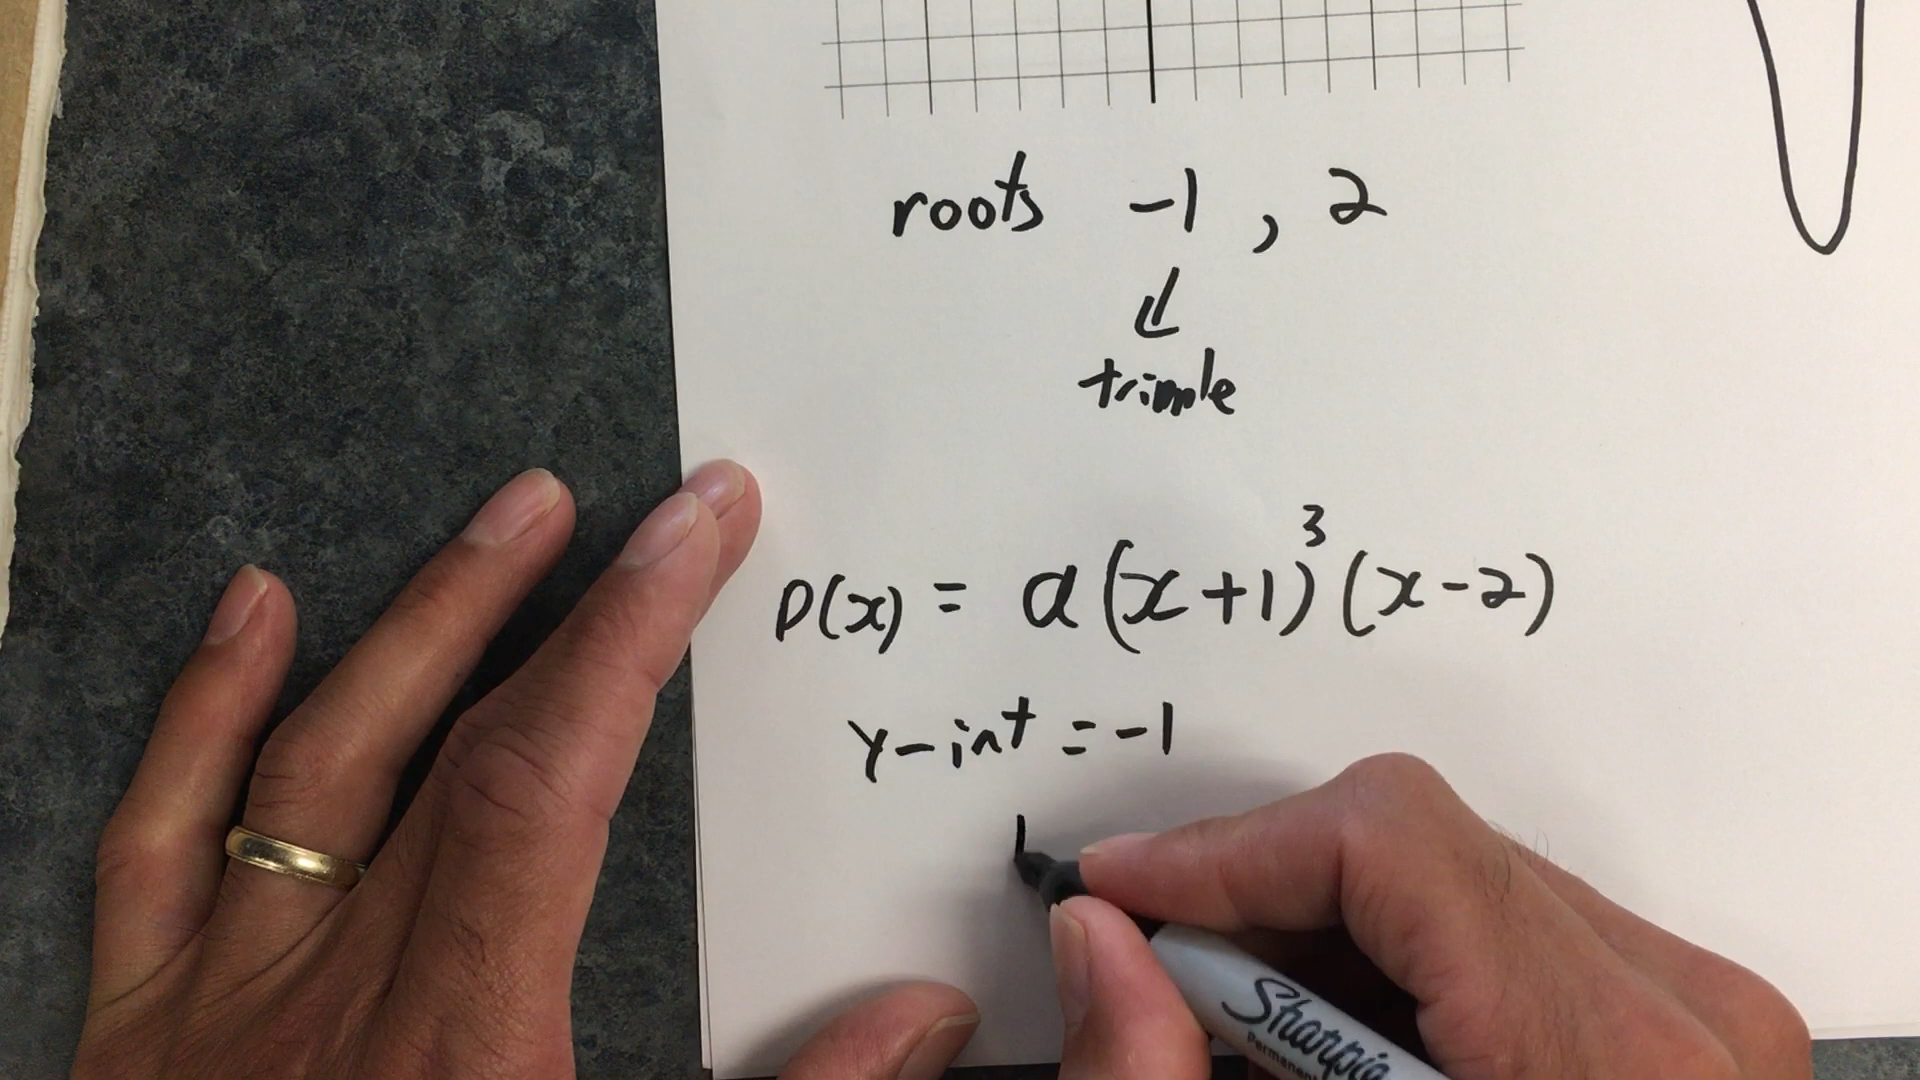 roots -1 , 2
triple
P(x) = a(x+1)³(x-2)
y-int = -1
Sharpie
Permanent